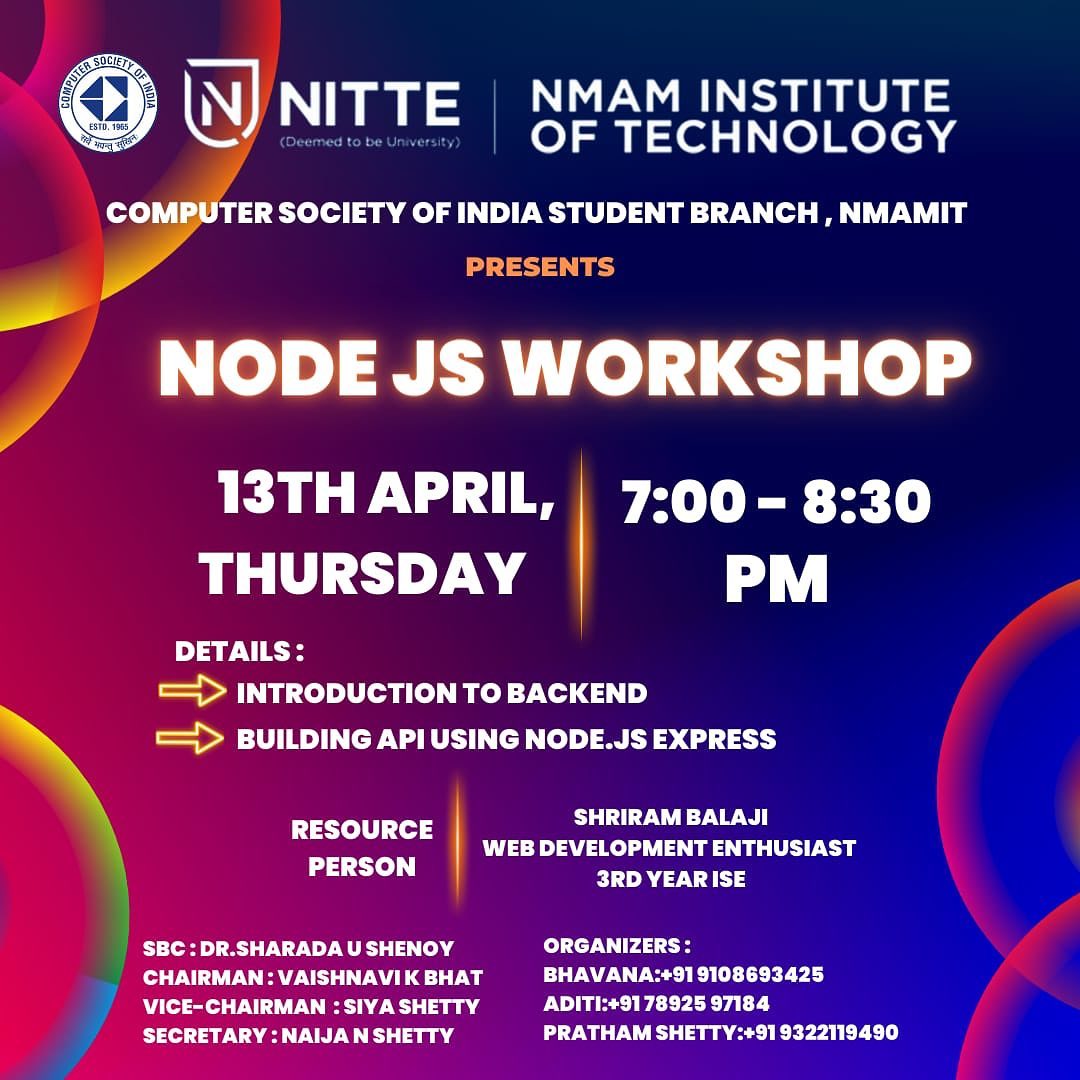 COMPUTER SOCIETY OF INDIA
ESTD. 1965
सर्वे भवन्तु सुखिनः
N NITTE
(Deemed to be University)
NMAM INSTITUTE
OF TECHNOLOGY
COMPUTER SOCIETY OF INDIA STUDENT BRANCH , NMAMIT
PRESENTS
NODE JS WORKSHOP
13TH APRIL,
THURSDAY
7:00 - 8:30
PM
DETAILS :
INTRODUCTION TO BACKEND
BUILDING API USING NODE.JS EXPRESS
RESOURCE
PERSON
SHRIRAM BALAJI
WEB DEVELOPMENT ENTHUSIAST
3RD YEAR ISE
SBC : DR.SHARADA U SHENOY
CHAIRMAN : VAISHNAVI K BHAT
VICE-CHAIRMAN : SIYA SHETTY
SECRETARY : NAIJA N SHETTY
ORGANIZERS :
BHAVANA:+91 9108693425
ADITI:+91 78925 97184
PRATHAM SHETTY:+91 9322119490